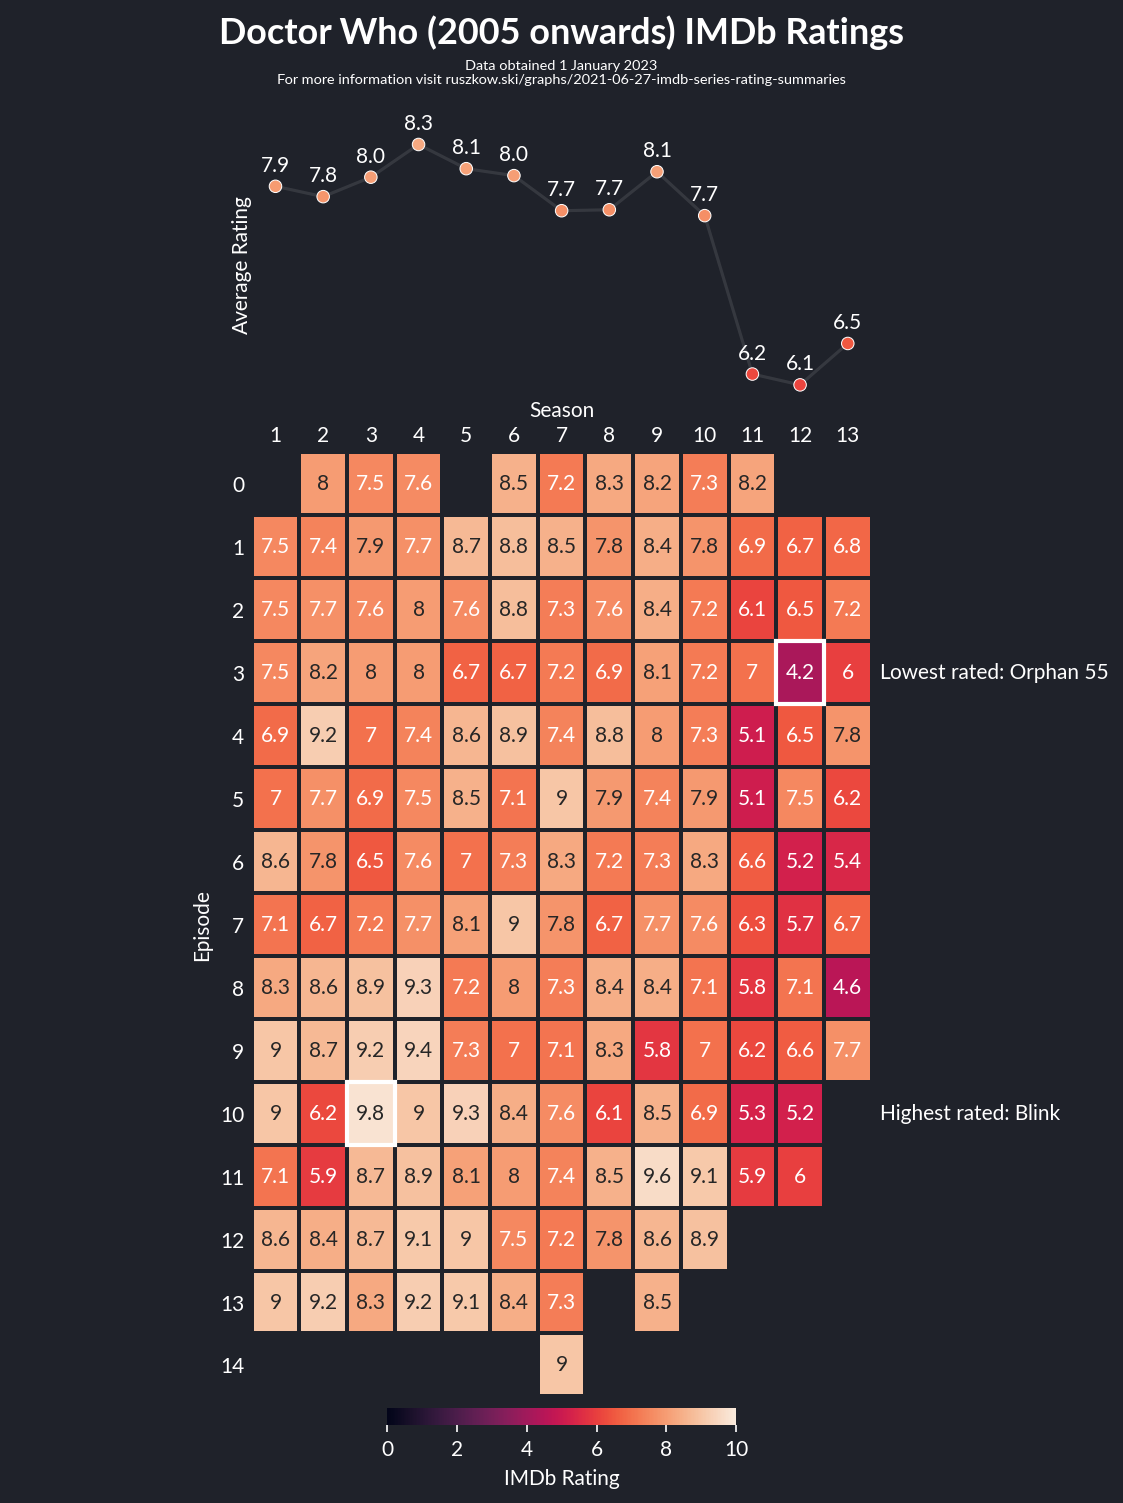 Doctor Who (2005 onwards) IMDb Ratings
Data obtained 1 January 2023
For more information visit ruszkow.ski/graphs/2021-06-27-imdb-series-rating-summaries
7.9 7.8 8.0 8.3 8.1 8.0 7.7 7.7 8.1 7.7 6.2 6.1 6.5
Average Rating
Season
1 2 3 4 5 6 7 8 9 10 11 12 13
Episode
0 8 7.5 7.6 8.5 7.2 8.3 8.2 7.3 8.2
1 7.5 7.4 7.9 7.7 8.7 8.8 8.5 7.8 8.4 7.8 6.9 6.7 6.8
2 7.5 7.7 7.6 8 7.6 8.8 7.3 7.6 8.4 7.2 6.1 6.5 7.2
3 7.5 8.2 8 8 6.7 6.7 7.2 6.9 8.1 7.2 7 4.2 6 Lowest rated: Orphan 55
4 6.9 9.2 7 7.4 8.6 8.9 7.4 8.8 8 7.3 5.1 6.5 7.8
5 7 7.7 6.9 7.5 8.5 7.1 9 7.9 7.4 7.9 5.1 7.5 6.2
6 8.6 7.8 6.5 7.6 7 7.3 8.3 7.2 7.3 8.3 6.6 5.2 5.4
7 7.1 6.7 7.2 7.7 8.1 9 7.8 6.7 7.7 7.6 6.3 5.7 6.7
8 8.3 8.6 8.9 9.3 7.2 8 7.3 8.4 8.4 7.1 5.8 7.1 4.6
9 9 8.7 9.2 9.4 7.3 7 7.1 8.3 5.8 7 6.2 6.6 7.7
10 9 6.2 9.8 9 9.3 8.4 7.6 6.1 8.5 6.9 5.3 5.2 Highest rated: Blink
11 7.1 5.9 8.7 8.9 8.1 8 7.4 8.5 9.6 9.1 5.9 6
12 8.6 8.4 8.7 9.1 9 7.5 7.2 7.8 8.6 8.9
13 9 9.2 8.3 9.2 9.1 8.4 7.3 8.5
14 9
0 2 4 6 8 10
IMDb Rating